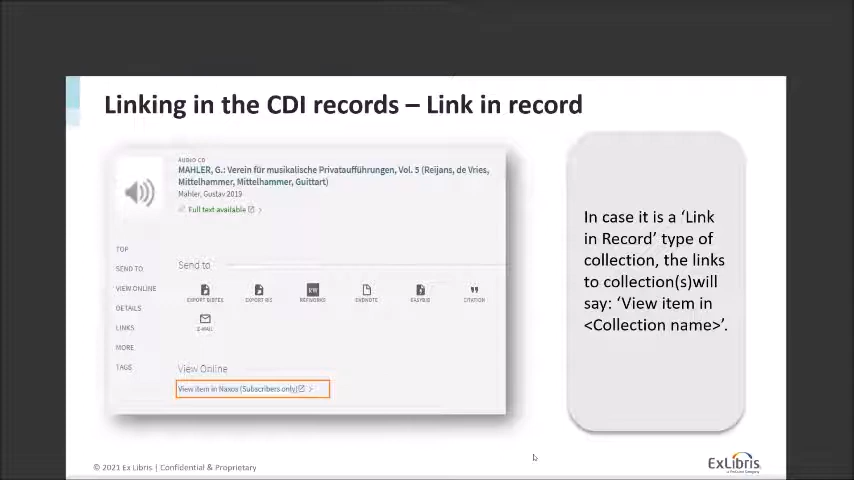 Linking in the CDI records – Link in record
AUDIO CD
MAHLER, G.: Verein für musikalische Privataufführungen, Vol. 5 (Reijans, de Vries,
Mittelhammer, Mittelhammer, Guittart)
Mahler, Gustav 2019
Full text available
TOP
SEND TO
VIEW ONLINE
DETAILS
LINKS
MORE
TAGS
Send to
EXPORT BIBTEX
EXPORT RIS
REFWORKS
ENDNOTE
EASYBIB
CITATION
E-MAIL
View Online
View item in Naxos (Subscribers only)
In case it is a ‘Link
in Record’ type of
collection, the links
to collection(s)will
say: ‘View item in
<Collection name>’.
© 2021 Ex Libris | Confidential & Proprietary
ExLibris